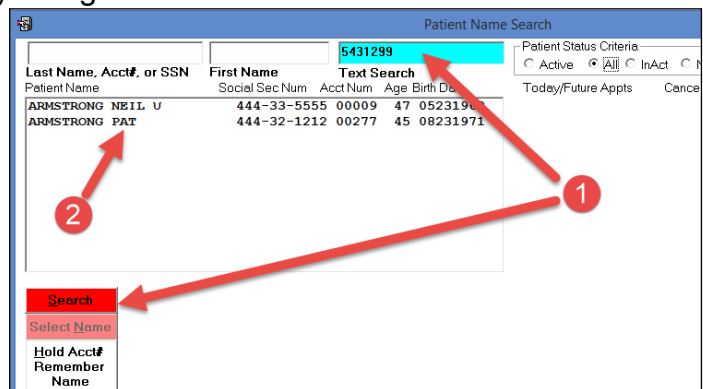 Patient Name Search
5431299
Patient Status Criteria
Active All InAct
Last Name, Acct#, or SSN First Name Text Search
Patient Name Social Sec Num Acct Num Age Birth
Today/Future Appts
ARMSTRONG NEIL U 444-33-5555 00009 47
ARMSTRONG PAT 444-32-1212 00277 45 08231971
1
2
Search
Select Name
Hold Acct#
Remember
Name